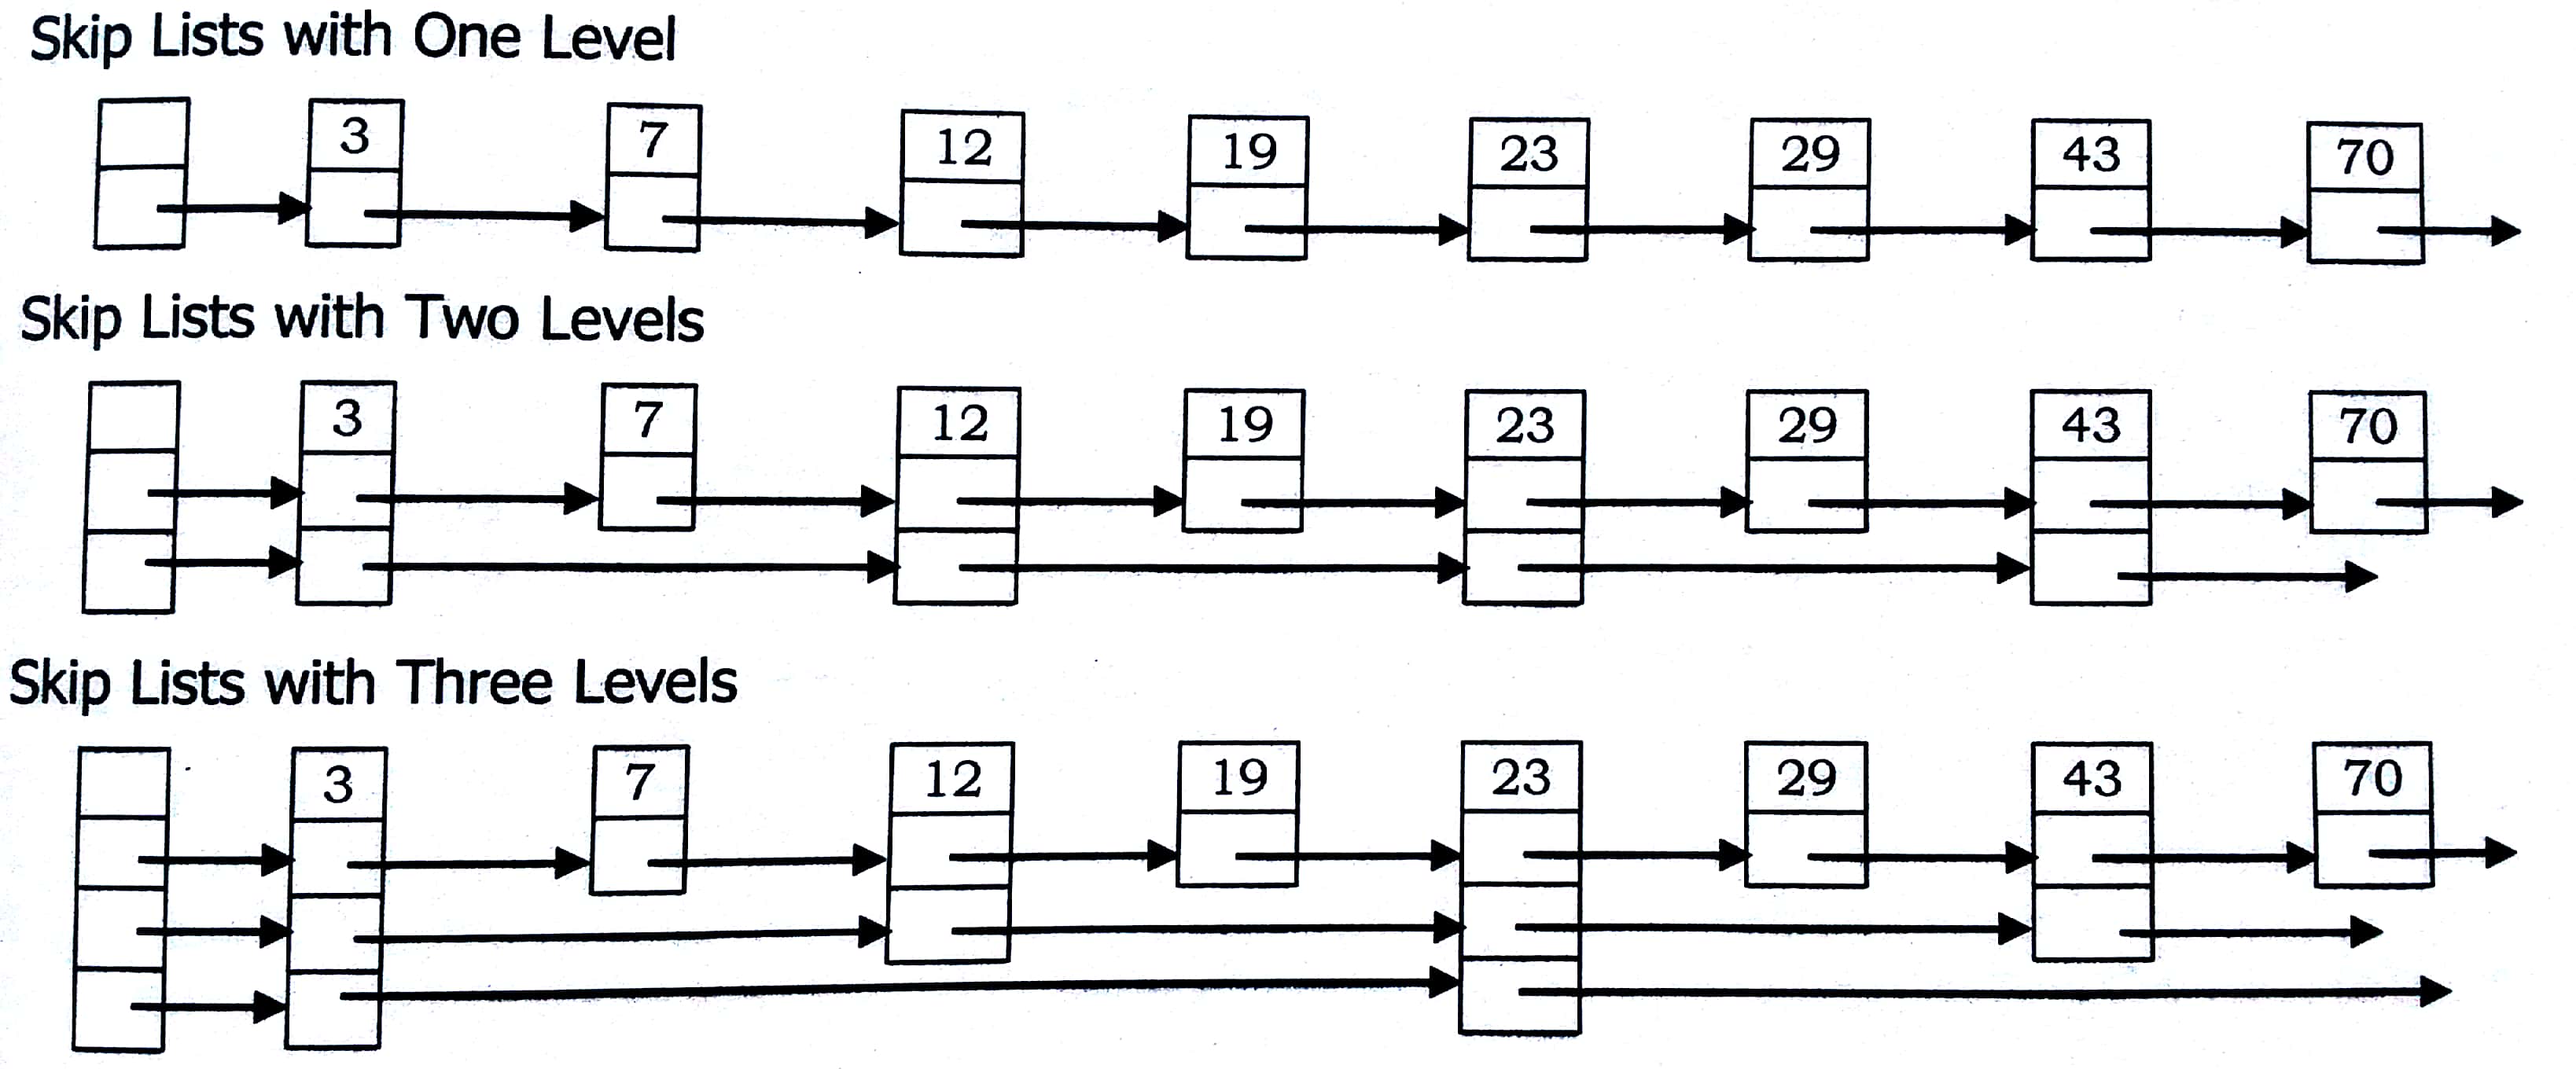 Skip Lists with One Level
3 7 12 19 23 29 43 70
Skip Lists with Two Levels
3 7 12 19 23 29 43 70
Skip Lists with Three Levels
3 7 12 19 23 29 43 70